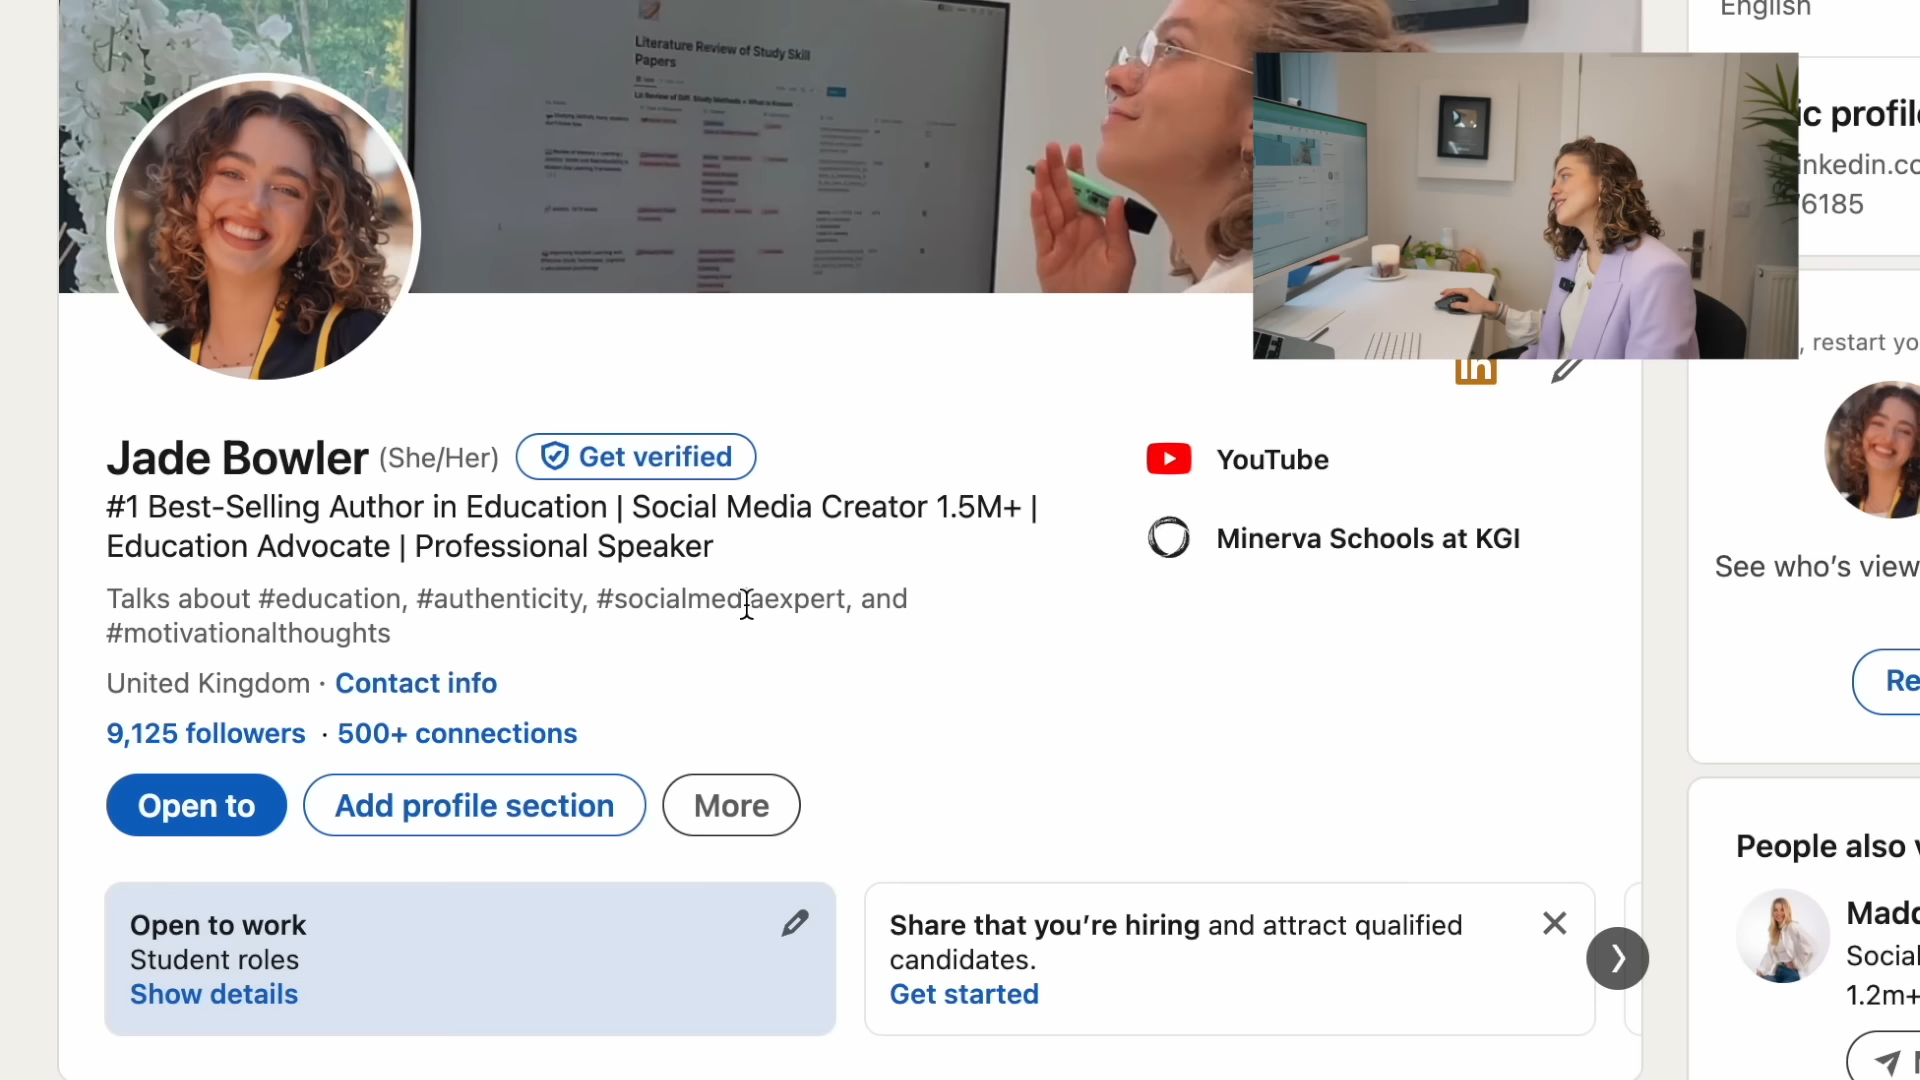 English
Literature Review of Study Skill
Papers
ic profil
inkedin.co
6185
, restart yo
in
Jade Bowler (She/Her) Get verified
#1 Best-Selling Author in Education | Social Media Creator 1.5M+ |
Education Advocate | Professional Speaker
Talks about #education, #authenticity, #socialmediaexpert, and
#motivationalthoughts
United Kingdom · Contact info
9,125 followers · 500+ connections
Open to
Add profile section
More
YouTube
Minerva Schools at KGI
See who's view
Re
Open to work
Student roles
Show details
Share that you're hiring and attract qualified
candidates.
Get started
People also v
Madd
Social
1.2m+